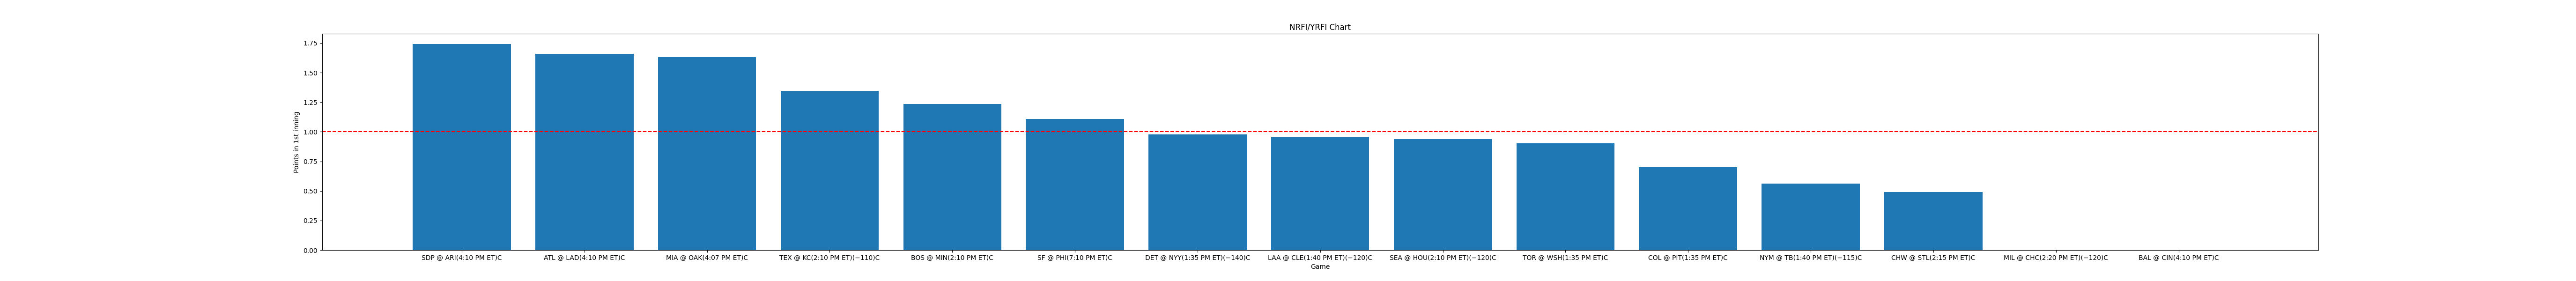 NRFI/YRFI Chart
Points in 1st inning
1.75
1.50
1.25
1.00
0.75
0.50
0.25
0.00
SDP @ ARI(4:10 PM ET)C ATL @ LAD(4:10 PM ET)C MIA @ OAK(4:07 PM ET)C TEX @ KC(2:10 PM ET)(−110)C BOS @ MIN(2:10 PM ET)C SF @ PHI(7:10 PM ET)C DET @ NYY(1:35 PM ET)(−140)C LAA @ CLE(1:40 PM ET)(−120)C SEA @ HOU(2:10 PM ET)(−120)C TOR @ WSH(1:35 PM ET)C COL @ PIT(1:35 PM ET)C NYM @ TB(1:40 PM ET)(−115)C CHW @ STL(2:15 PM ET)C MIL @ CHC(2:20 PM ET)(−120)C BAL @ CIN(4:10 PM ET)C
Game